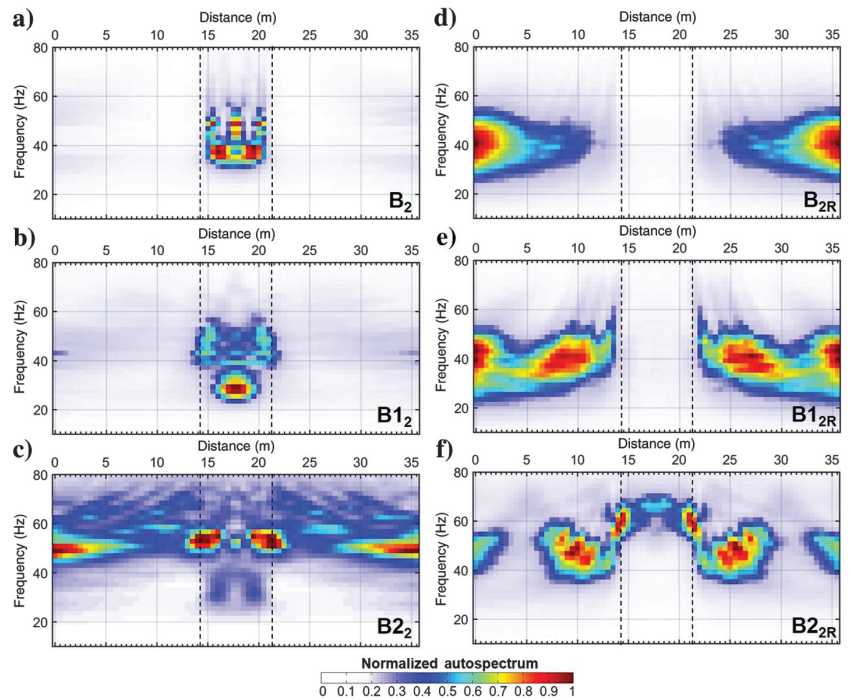 a)
Distance (m)
0 5 10 15 20 25 30 35
Frequency (Hz)
80
60
40
20
B2
b)
Distance (m)
0 5 10 15 20 25 30 35
Frequency (Hz)
80
60
40
20
B12
c)
Distance (m)
0 5 10 15 20 25 30 35
Frequency (Hz)
80
60
40
20
B22
d)
Distance (m)
0 5 10 15 20 25 30 35
Frequency (Hz)
80
60
40
20
B2R
e)
Distance (m)
0 5 10 15 20 25 30 35
Frequency (Hz)
80
60
40
20
B12R
f)
Distance (m)
0 5 10 15 20 25 30 35
Frequency (Hz)
80
60
40
20
B22R
Normalized autospectrum
0 0.1 0.2 0.3 0.4 0.5 0.6 0.7 0.8 0.9 1